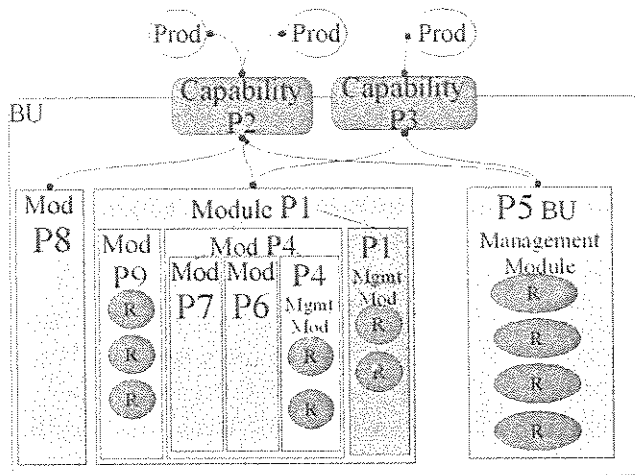 Prod
Prod
Prod
Capability
P2
Capability
P3
BU
Mod
P8
Module P1
Mod
P9
R
R
R
Mod P4
Mod
P7
Mod
P6
P4
Mgmt
Mod
R
R
P1
Mgmt
Mod
R
R
P5 BU
Management
Module
R
R
R
R